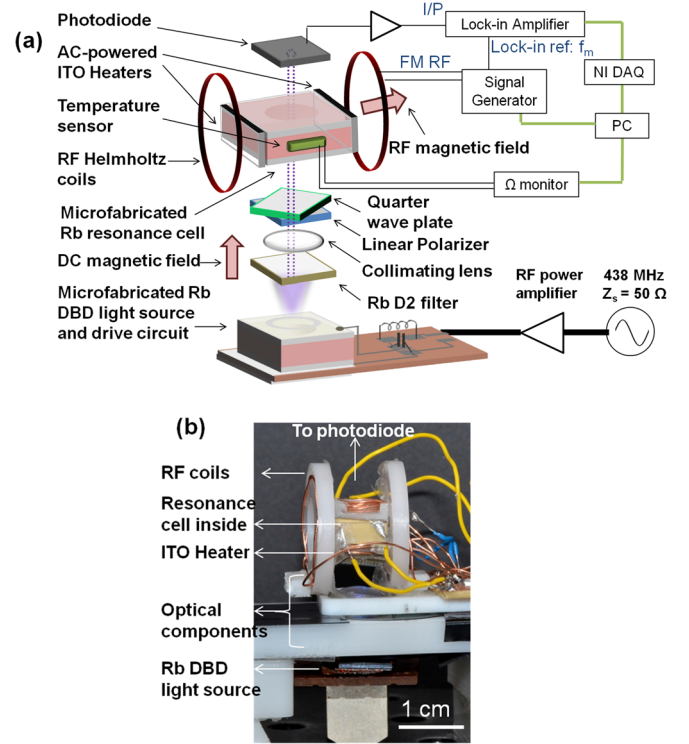 (a)
Photodiode
AC-powered
ITO Heaters
Temperature
sensor
RF Helmholtz
coils
Microfabricated
Rb resonance cell
DC magnetic field
Microfabricated Rb
DBD light source
and drive circuit
I/P
Lock-in Amplifier
Lock-in ref: fm
FM RF
Signal
Generator
NI DAQ
PC
RF magnetic field
Ω monitor
Quarter
wave plate
Linear Polarizer
Collimating lens
Rb D2 filter
RF power
amplifier
438 MHz
Zs = 50 Ω
(b)
To photodiode
RF coils
Resonance
cell inside
ITO Heater
Optical
components
Rb DBD
light source
1 cm